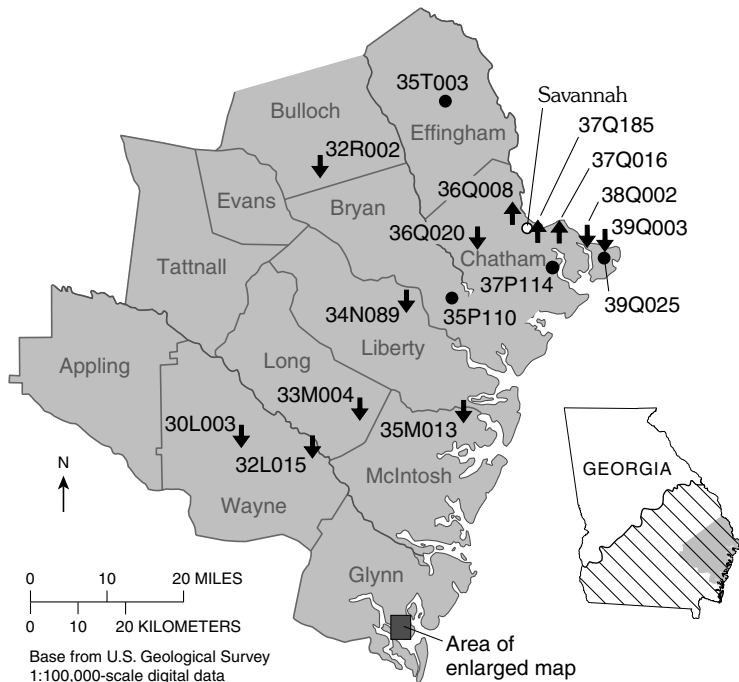 35T003
Savannah
Bulloch
Effingham
37Q185
32R002
37Q016
36Q008
38Q002
Evans
Bryan
39Q003
36Q020
Chatham
Tattnall
37P114
39Q025
34N089
35P110
Liberty
Appling
Long
33M004
30L003
35M013
32L015
N
McIntosh
GEORGIA
Wayne
Glynn
0 10 20 MILES
0 10 20 KILOMETERS
Area of
enlarged map
Base from U.S. Geological Survey
1:100,000-scale digital data